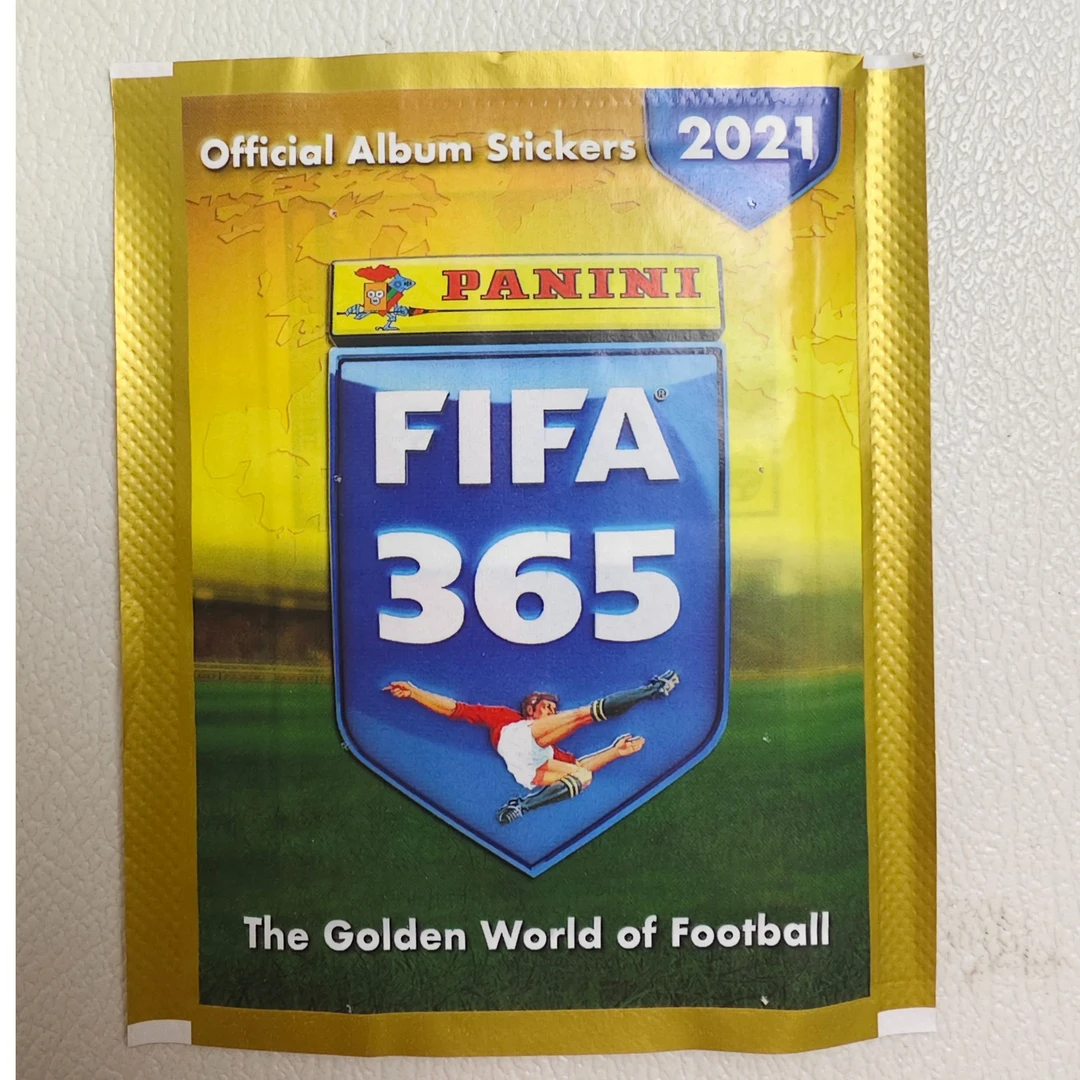 Official Album Stickers
2021
PANINI
FIFA®
365
The Golden World of Football